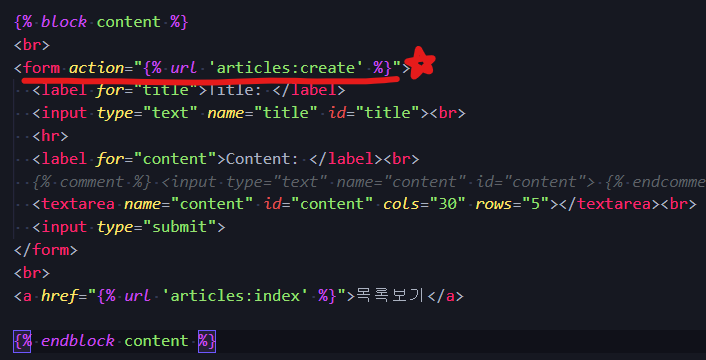 {% block content %}
<br>
<form action="{% url 'articles:create' %}">
<label for="title">Title: </label>
<input type="text" name="title" id="title"><br>
<hr>
<label for="content">Content: </label><br>
{% comment %} <input type="text" name="content" id="content"> {% endcomme
<textarea name="content" id="content" cols="30" rows="5"></textarea><br>
<input type="submit">
</form>
<br>
<a href="{% url 'articles:index' %}">목록보기</a>
{% endblock content %}